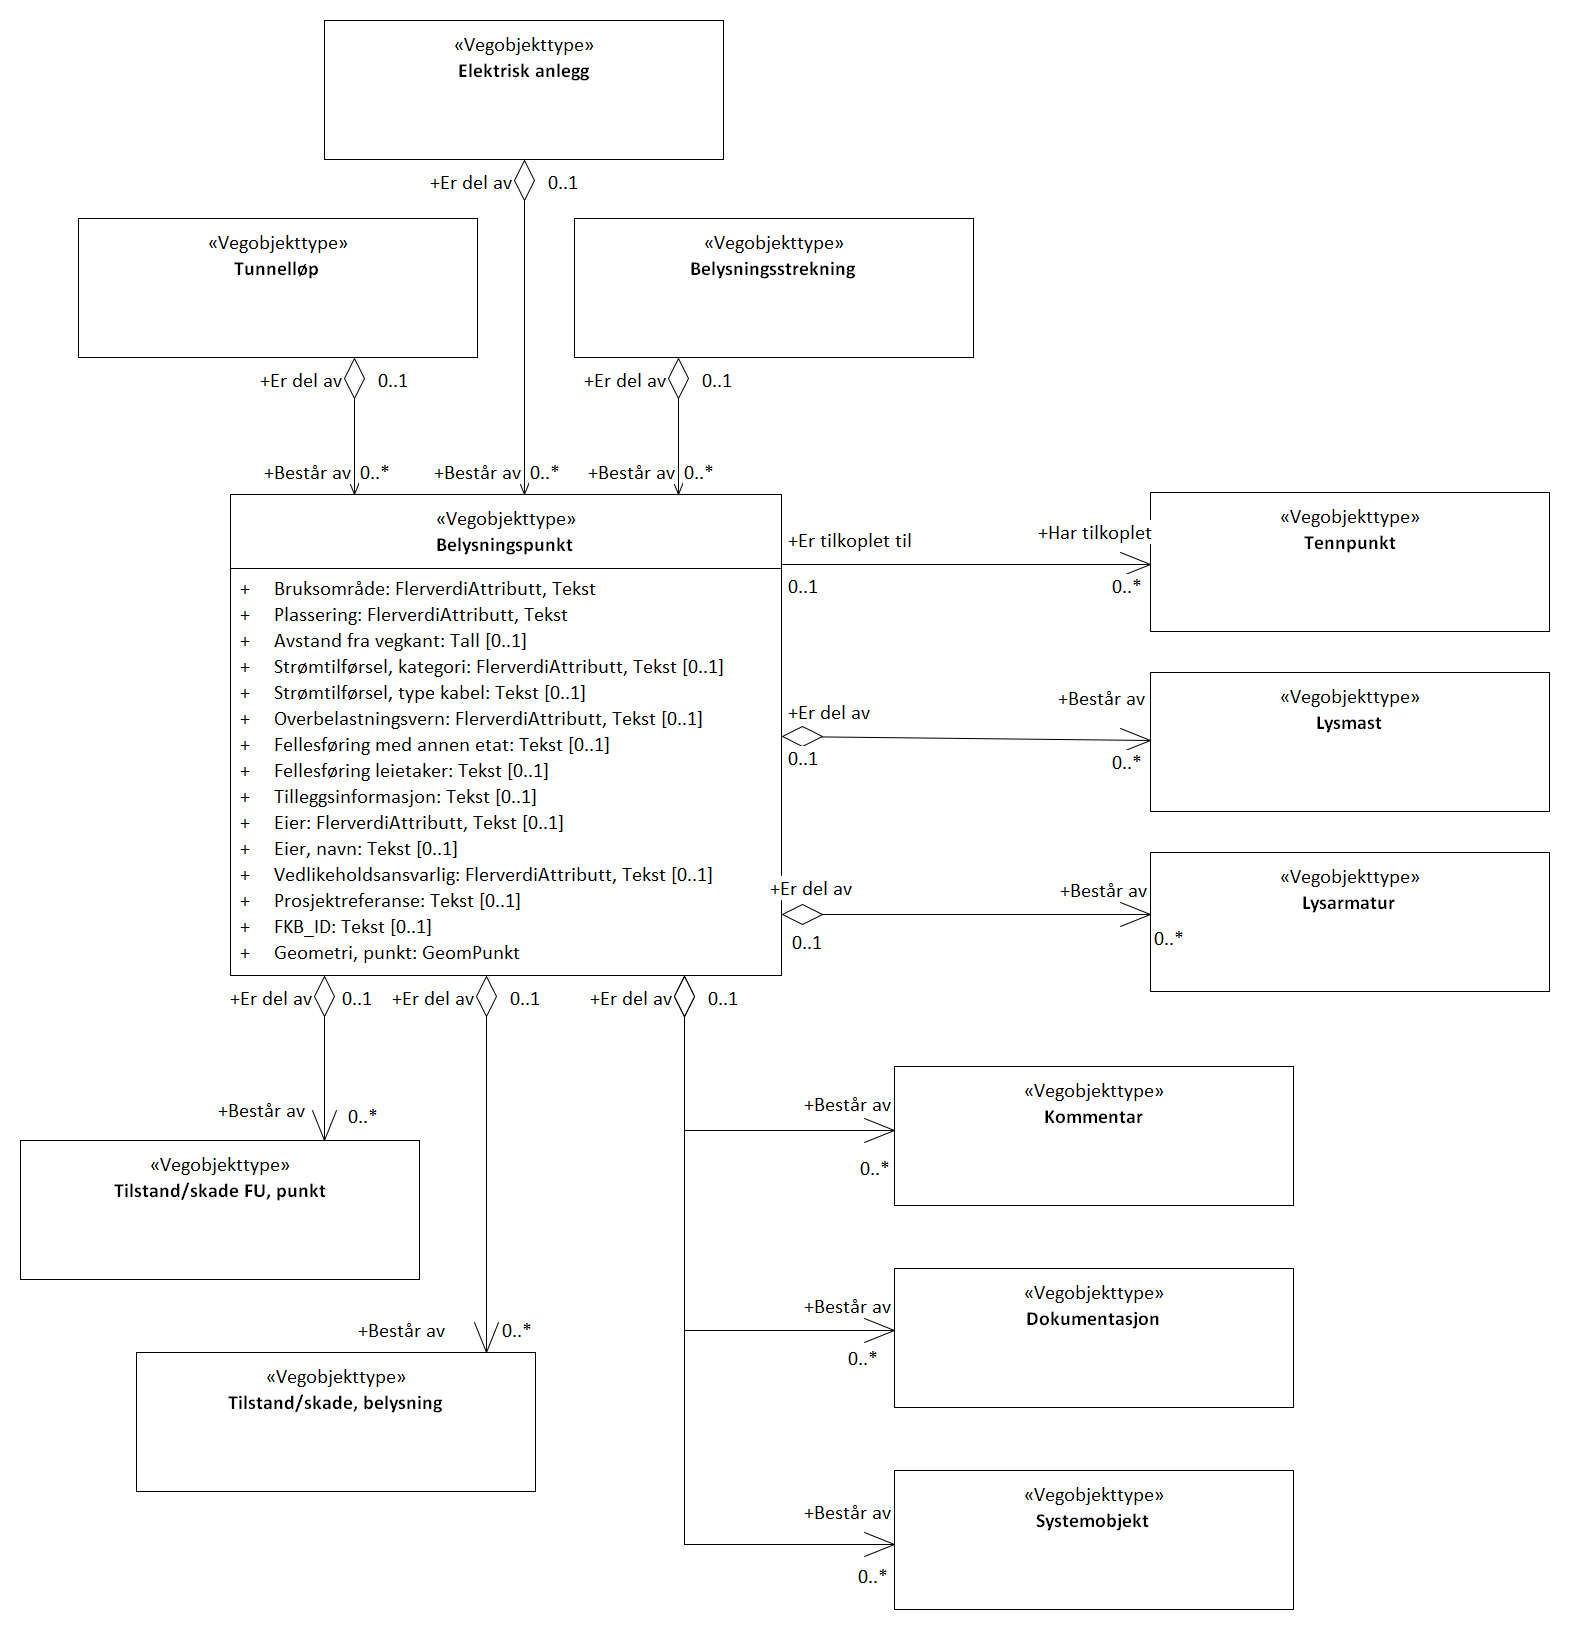 «Vegobjekttype»
Elektrisk anlegg
+Er del av 0..1
«Vegobjekttype»
Tunnelløp
«Vegobjekttype»
Belysningsstrekning
+Er del av 0..1
+Er del av 0..1
+Består av 0..*
+Består av 0..*
+Består av 0..*
«Vegobjekttype»
Belysningspunkt
+ Bruksområde: FlerverdiAttributt, Tekst
+ Plassering: FlerverdiAttributt, Tekst
+ Avstand fra vegkant: Tall [0..1]
+ Strømtilførsel, kategori: FlerverdiAttributt, Tekst [0..1]
+ Strømtilførsel, type kabel: Tekst [0..1]
+ Overbelastningsvern: FlerverdiAttributt, Tekst [0..1]
+ Fellesføring med annen etat: Tekst [0..1]
+ Fellesføring leietaker: Tekst [0..1]
+ Tilleggsinformasjon: Tekst [0..1]
+ Eier: FlerverdiAttributt, Tekst [0..1]
+ Eier, navn: Tekst [0..1]
+ Vedlikeholdsansvarlig: FlerverdiAttributt, Tekst [0..1]
+ Prosjektreferanse: Tekst [0..1]
+ FKB_ID: Tekst [0..1]
+ Geometri, punkt: GeomPunkt
+Er tilkoplet til
0..1
+Har tilkoplet
0..*
«Vegobjekttype»
Tennpunkt
+Er del av
0..1
+Består av
0..*
«Vegobjekttype»
Lysmast
+Er del av
0..1
+Består av
0..*
«Vegobjekttype»
Lysarmatur
+Er del av 0..1
+Er del av 0..1
+Er del av 0..1
+Består av 0..*
«Vegobjekttype»
Tilstand/skade FU, punkt
+Består av 0..*
«Vegobjekttype»
Tilstand/skade, belysning
+Består av
0..*
«Vegobjekttype»
Kommentar
+Består av
0..*
«Vegobjekttype»
Dokumentasjon
+Består av
0..*
«Vegobjekttype»
Systemobjekt